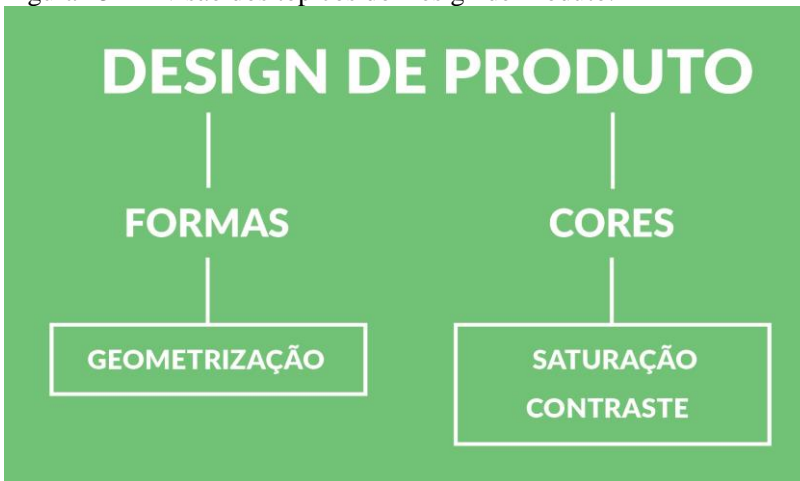 DESIGN DE PRODUTO
FORMAS
CORES
GEOMETRIZAÇÃO
SATURAÇÃO
CONTRASTE